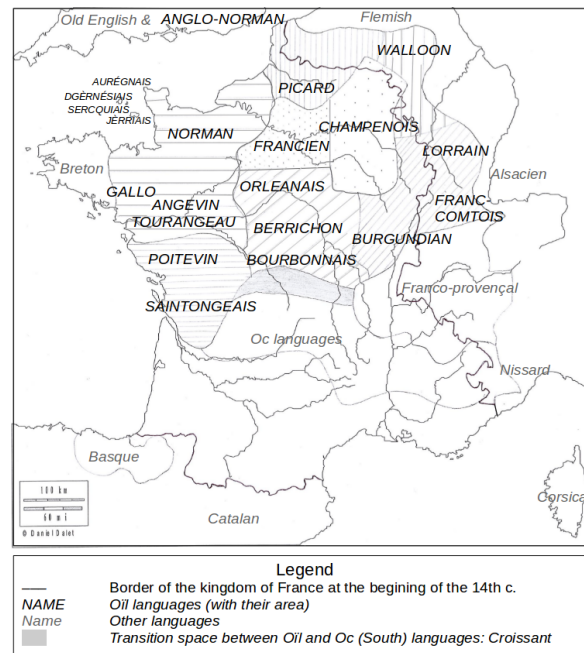 Old English & ANGLO-NORMAN
Flemish
WALLOON
AURÉGNAIS
PICARD
DGÈRNÉSIAIS
SERCQUIAIS
JÈRRIAIS
CHAMPENOIS
NORMAN
FRANCIEN
LORRAIN
Breton
Alsacien
GALLO
ORLEANAIS
FRANC-
COMTOIS
ANGEVIN
TOURANGEAU
BERRICHON
BURGUNDIAN
POITEVIN
BOURBONNAIS
Franco-provençal
SAINTONGEAIS
Oc languages
Nissard
Basque
100 km
60 mi
© Daniel Dalet
Catalan
Corsica
Legend
Border of the kingdom of France at the begining of the 14th c.
NAME Oïl languages (with their area)
Name Other languages
Transition space between Oïl and Oc (South) languages: Croissant